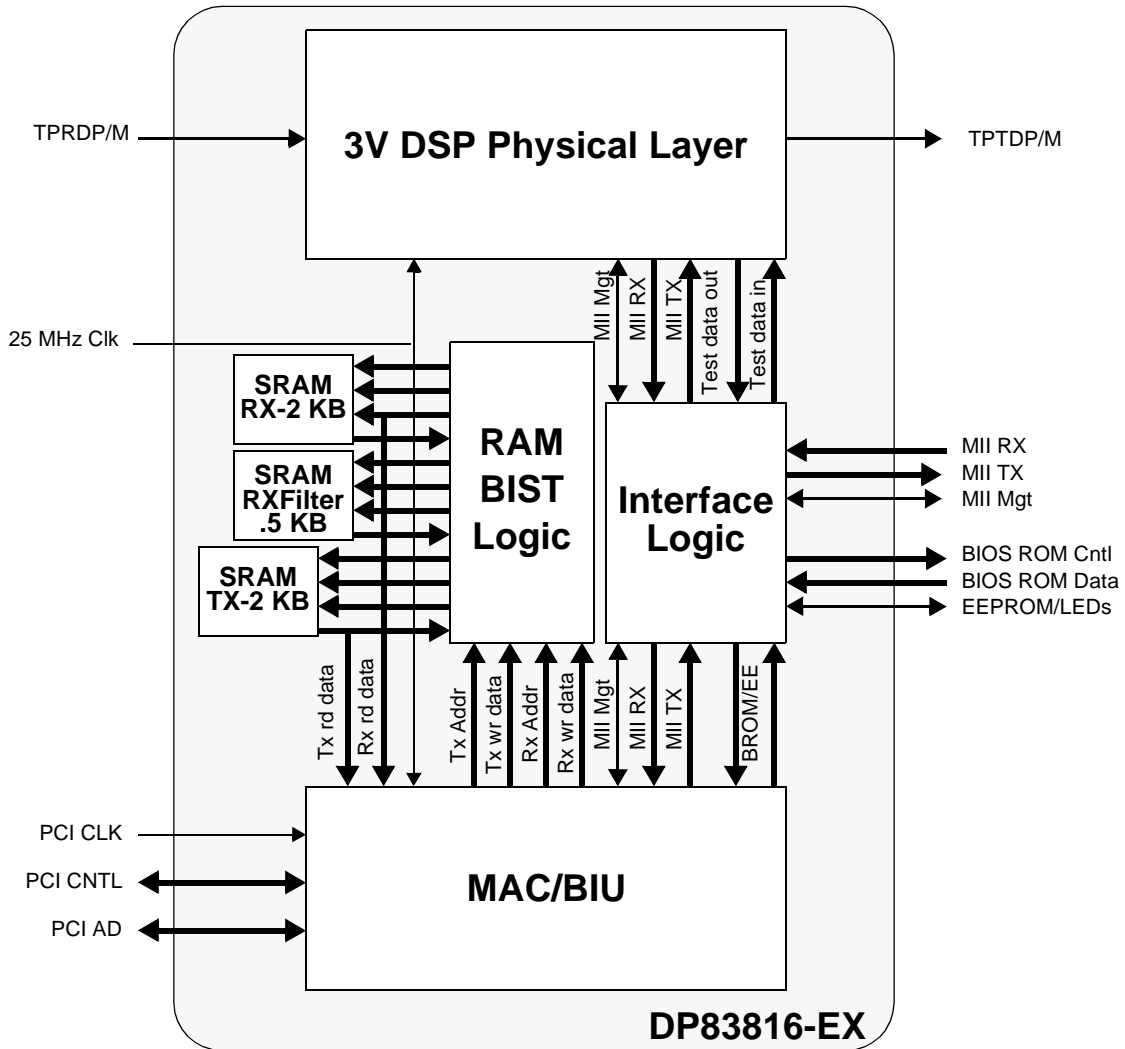 3V DSP Physical Layer
TPRDP/M
TPTDP/M
MII Mgt
MII RX
MII TX
Test data out
Test data in
25 MHz Clk
SRAM
RX-2 KB
SRAM
RXFilter
.5 KB
SRAM
TX-2 KB
RAM
BIST
Logic
Interface
Logic
MII RX
MII TX
MII Mgt
BIOS ROM Cntl
BIOS ROM Data
EEPROM/LEDs
Tx rd data
Rx rd data
Tx Addr
Tx wr data
Rx Addr
Rx wr data
MII Mgt
MII RX
MII TX
BROM/EE
PCI CLK
PCI CNTL
PCI AD
MAC/BIU
DP83816-EX